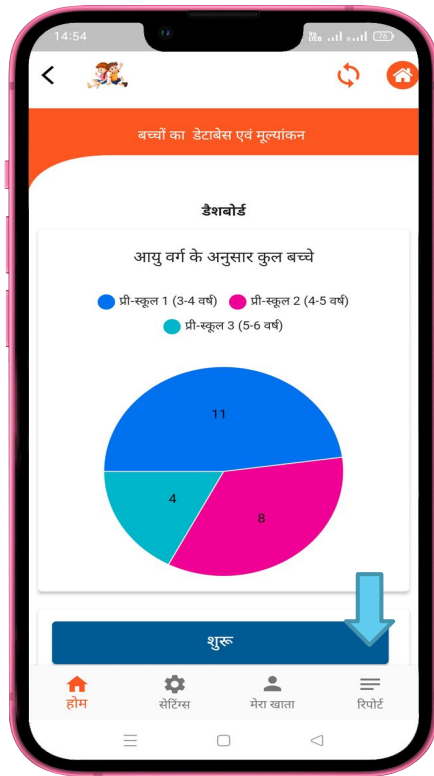 14:54
76
बच्चों का डेटाबेस एवं मूल्यांकन
डैशबोर्ड
आयु वर्ग के अनुसार कुल बच्चे
प्री-स्कूल 1 (3-4 वर्ष) प्री-स्कूल 2 (4-5 वर्ष)
प्री-स्कूल 3 (5-6 वर्ष)
11
4
8
शुरू
होम सेटिंग्स मेरा खाता रिपोर्ट